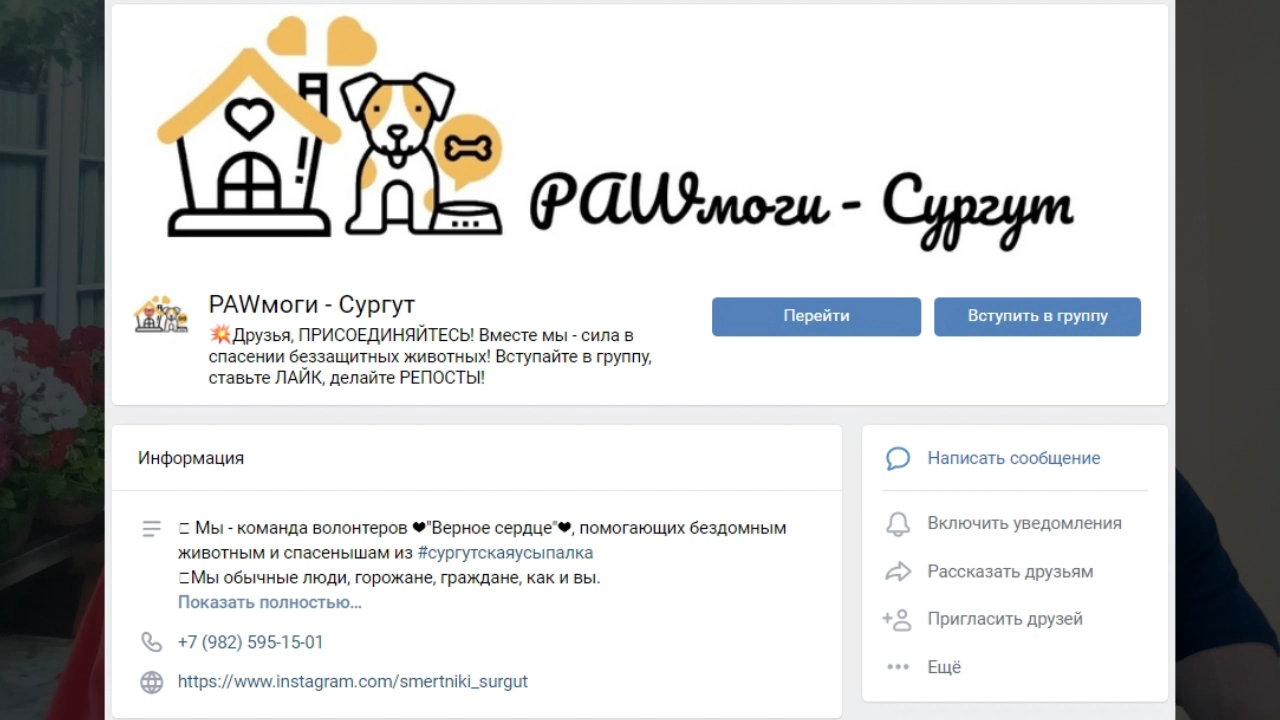 PAWмоги - Сургут
PAWмоги - Сургут
💥Друзья, ПРИСОЕДИНЯЙТЕСЬ! Вместе мы - сила в
спасении беззащитных животных! Вступайте в группу,
ставьте ЛАЙК, делайте РЕПОСТЫ!
Перейти
Вступить в группу
Информация
□ Мы - команда волонтеров ❤"Верное сердце"❤, помогающих бездомным
животным и спасенышам из #сургутскаяусыпалка
□Мы обычные люди, горожане, граждане, как и вы.
Показать полностью...
+7 (982) 595-15-01
https://www.instagram.com/smertniki_surgut
Написать сообщение
Включить уведомления
Рассказать друзьям
Пригласить друзей
Ещё